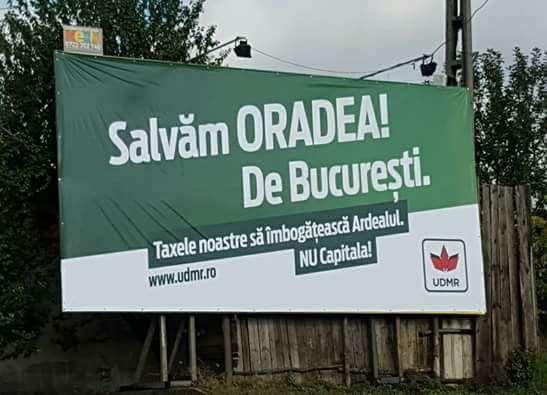 Salvăm ORADEA!
De București.
Taxele noastre să îmbogățească Ardealul.
NU Capitala!
www.udmr.ro
UDMR